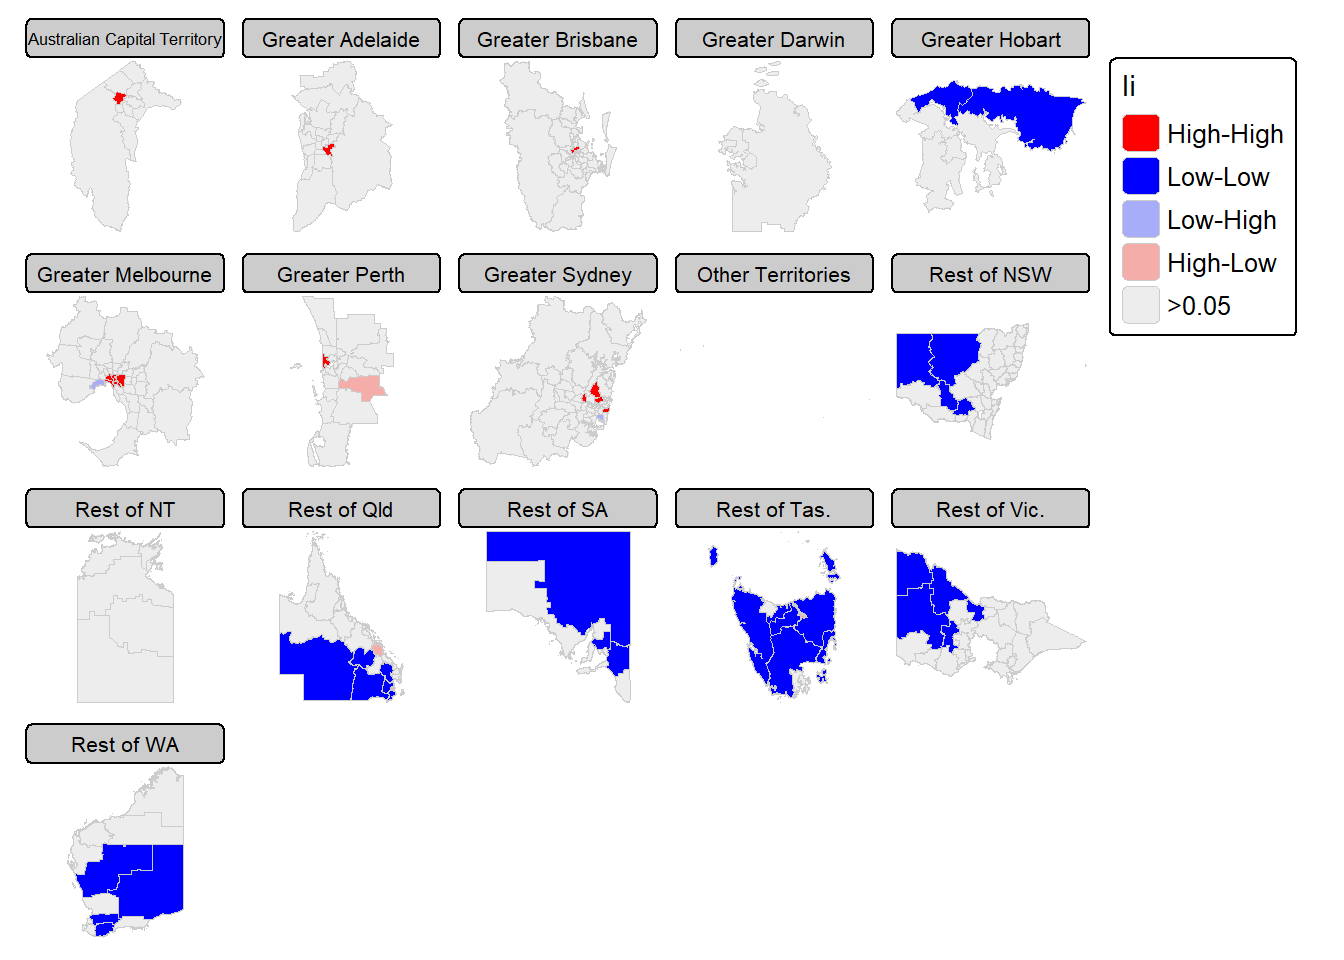 Australian Capital Territory
Greater Adelaide
Greater Brisbane
Greater Darwin
Greater Hobart
Ii
High-High
Low-Low
Low-High
High-Low
>0.05
Greater Melbourne
Greater Perth
Greater Sydney
Other Territories
Rest of NSW
Rest of NT
Rest of Qld
Rest of SA
Rest of Tas.
Rest of Vic.
Rest of WA